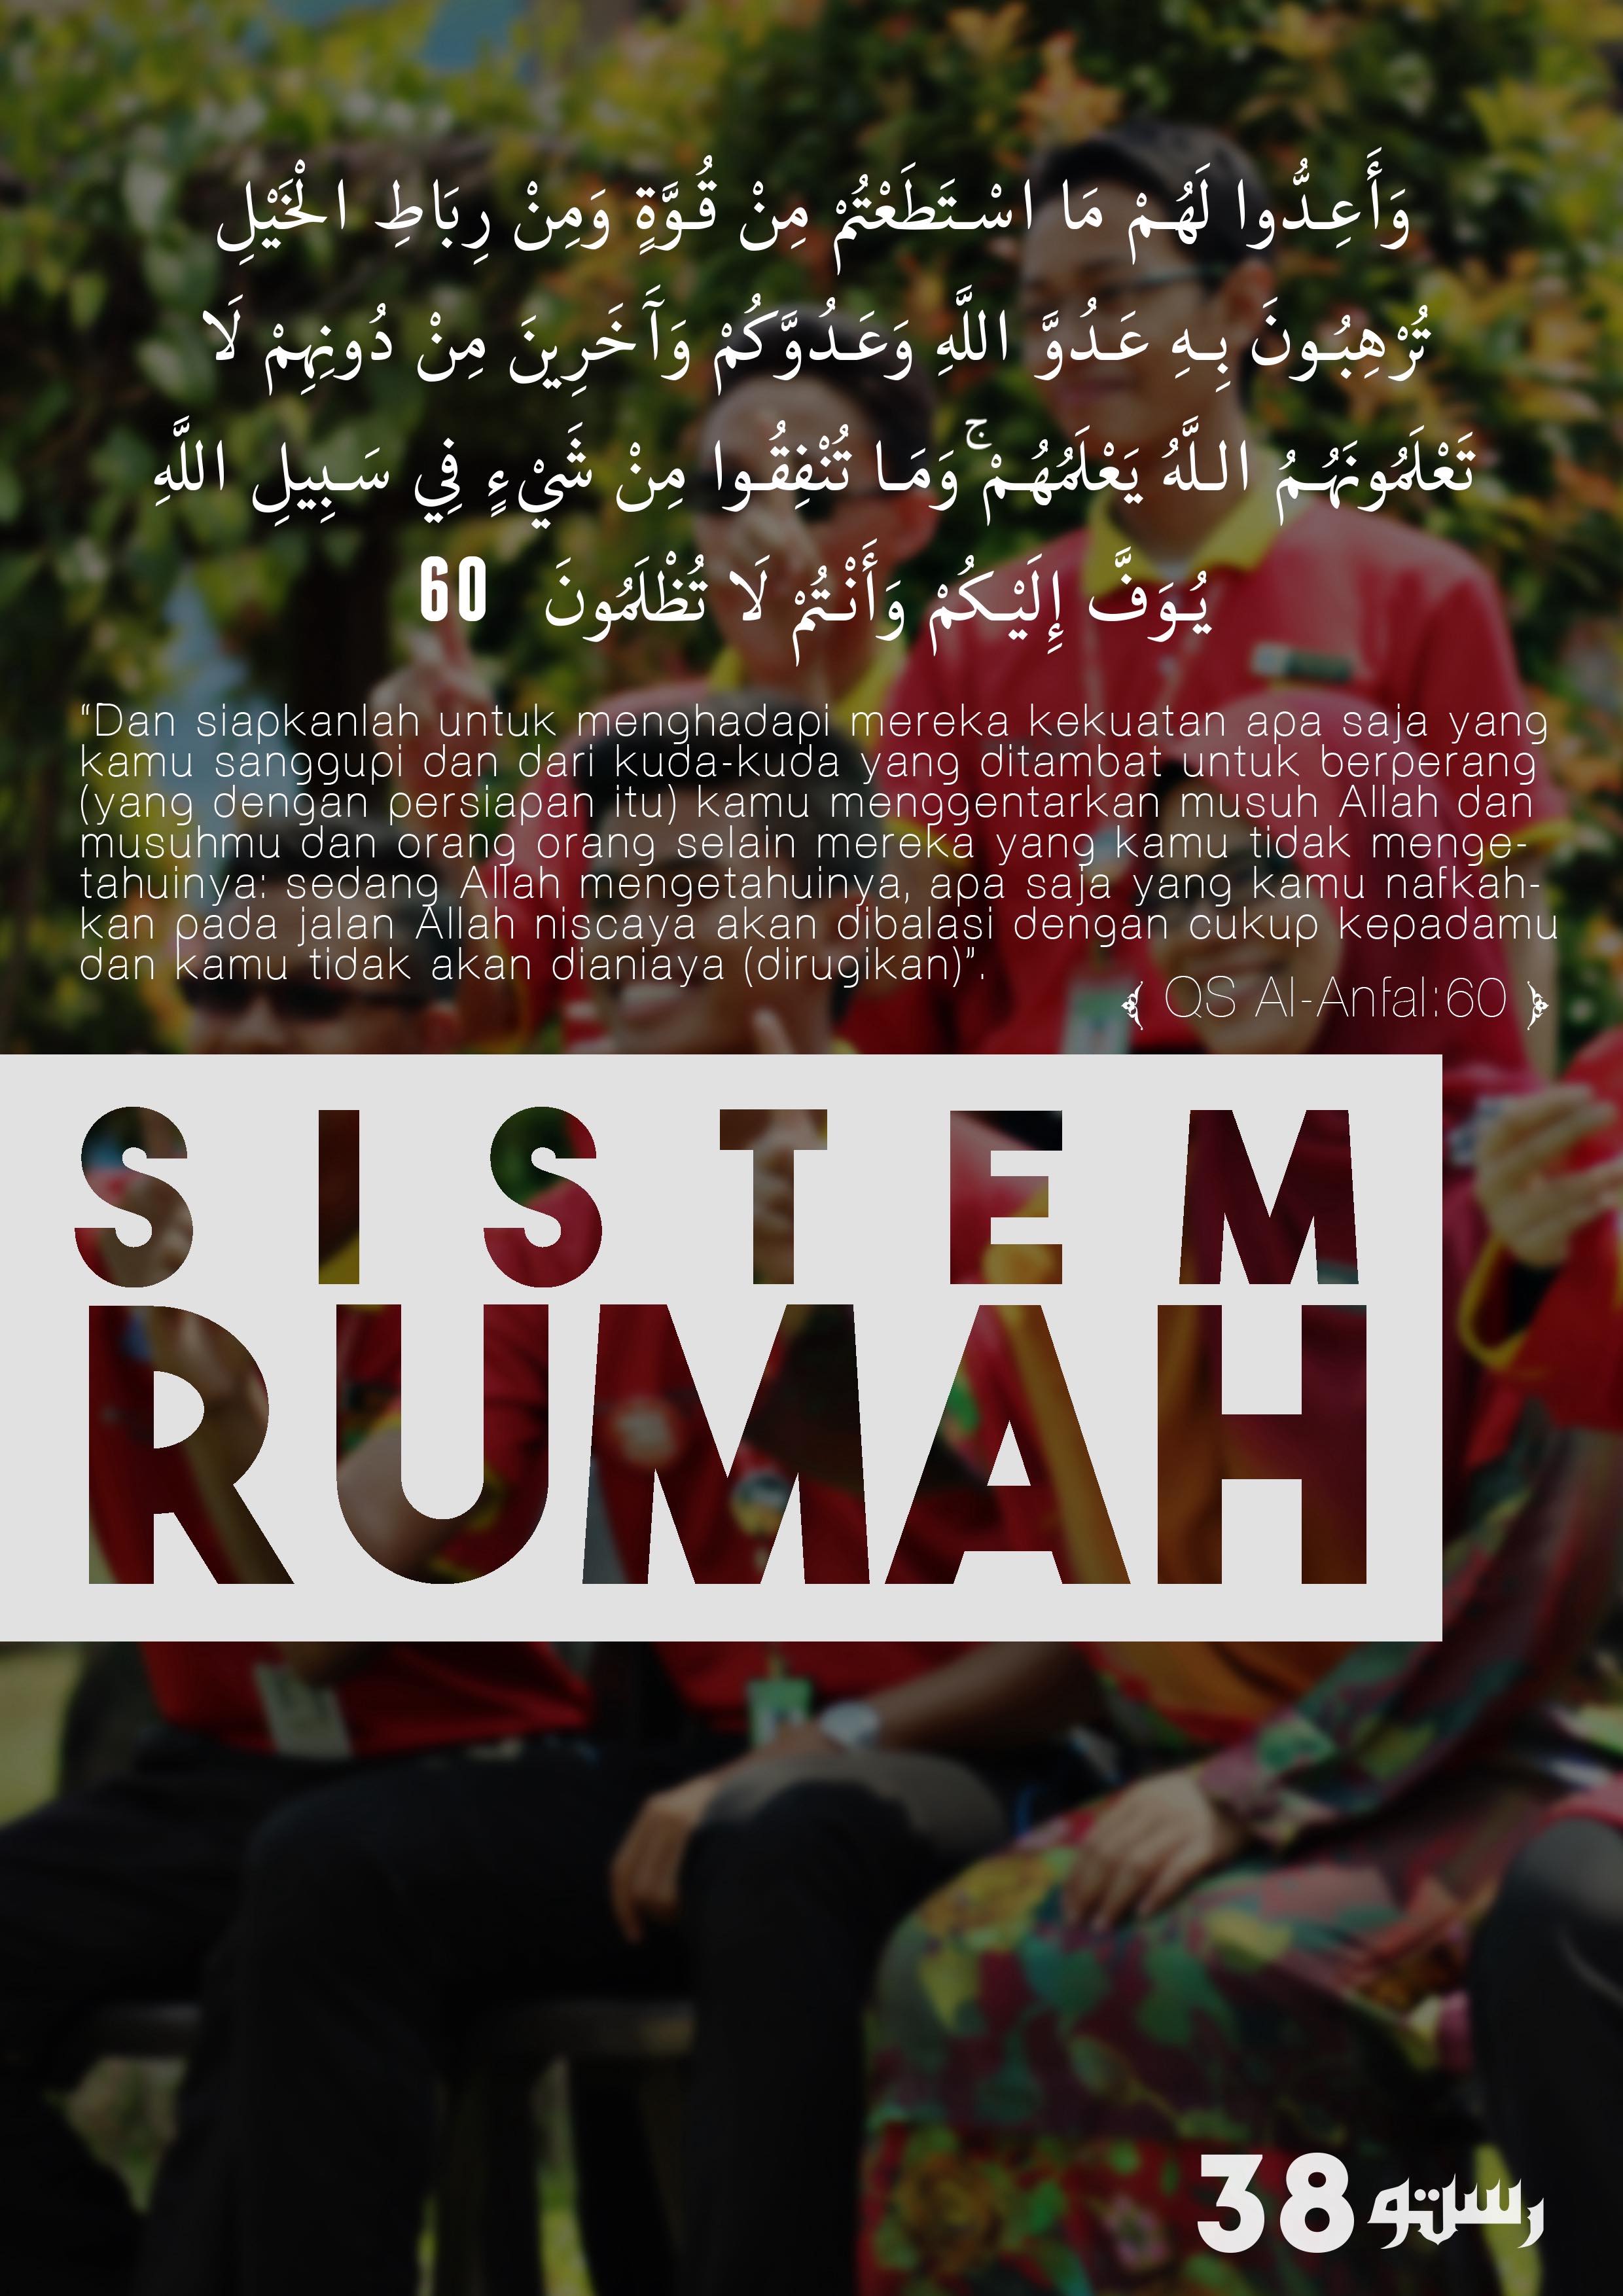 وَأَعِدُّوا لَهُمْ مَا اسْتَطَعْتُمْ مِنْ قُوَّةٍ وَمِنْ رِبَاطِ الْخَيْلِ
تُرْهِبُونَ بِهِ عَدُوَّ اللَّهِ وَعَدُوَّكُمْ وَآخَرِينَ مِنْ دُونِهِمْ لَا
تَعْلَمُونَهُمُ اللَّهُ يَعْلَمُهُمْ ۚ وَمَا تُنْفِقُوا مِنْ شَيْءٍ فِي سَبِيلِ اللَّهِ
يُوَفَّ إِلَيْكُمْ وَأَنْتُمْ لَا تُظْلَمُونَ 60
“Dan siapkanlah untuk menghadapi mereka kekuatan apa saja yang
kamu sanggupi dan dari kuda-kuda yang ditambat untuk berperang
(yang dengan persiapan itu) kamu menggentarkan musuh Allah dan
musuhmu dan orang orang selain mereka yang kamu tidak menge-
tahuinya: sedang Allah mengetahuinya, apa saja yang kamu nafkah-
kan pada jalan Allah niscaya akan dibalasi dengan cukup kepadamu
dan kamu tidak akan dianiaya (dirugikan)”.
QS Al-Anfal:60
SISTEM
RUMAH
38 رستو